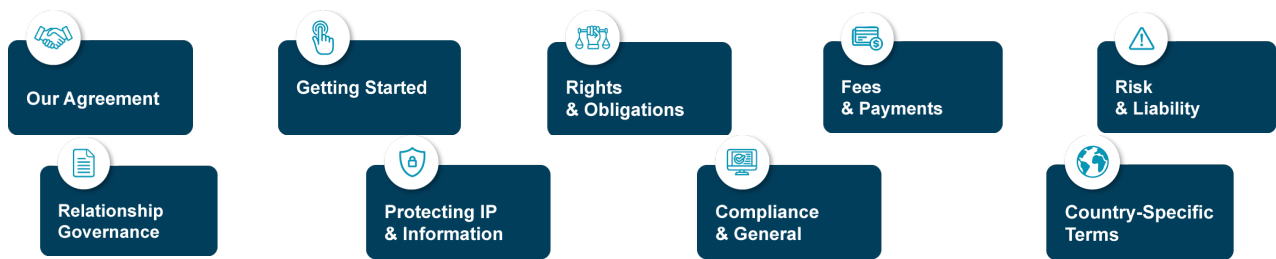 Our Agreement
Getting Started
Rights
& Obligations
Fees
& Payments
Risk
& Liability
Relationship
Governance
Protecting IP
& Information
Compliance
& General
Country-Specific
Terms